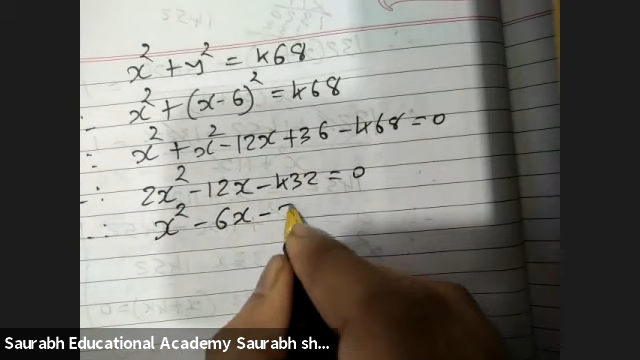 x² + y² = 468
∴ x² + (x-6)² = 468
∴ x² + x² - 12x + 36 - 468 = 0
∴ 2x² - 12x - 432 = 0
∴ x² - 6x - 2
Saurabh Educational Academy Saurabh sh...